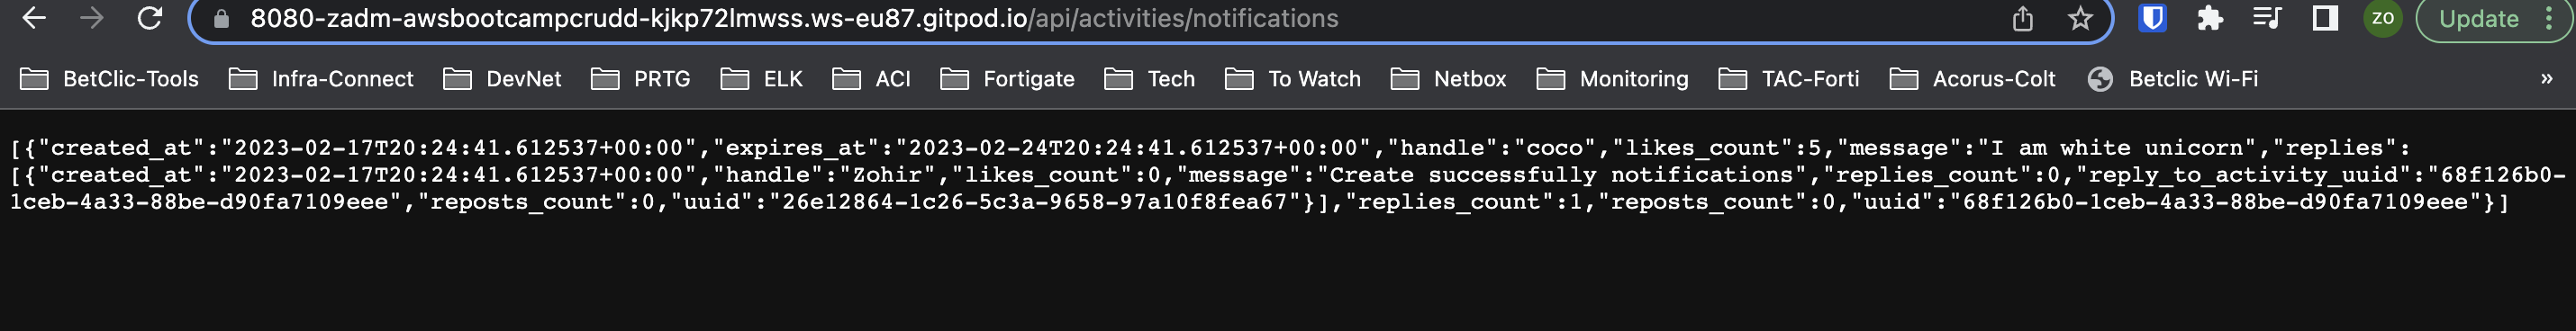 8080-zadm-awsbootcampcrudd-kjkp72lmwss.ws-eu87.gitpod.io/api/activities/notifications
ZO
Update
BetClic-Tools Infra-Connect DevNet PRTG ELK ACI Fortigate Tech To Watch Netbox Monitoring TAC-Forti Acorus-Colt Betclic Wi-Fi »
[{"created_at":"2023-02-17T20:24:41.612537+00:00","expires_at":"2023-02-24T20:24:41.612537+00:00","handle":"coco","likes_count":5,"message":"I am white unicorn","replies":
[{"created_at":"2023-02-17T20:24:41.612537+00:00","handle":"Zohir","likes_count":0,"message":"Create successfully notifications","replies_count":0,"reply_to_activity_uuid":"68f126b0-
1ceb-4a33-88be-d90fa7109eee","reposts_count":0,"uuid":"26e12864-1c26-5c3a-9658-97a10f8fea67"}],"replies_count":1,"reposts_count":0,"uuid":"68f126b0-1ceb-4a33-88be-d90fa7109eee"}]